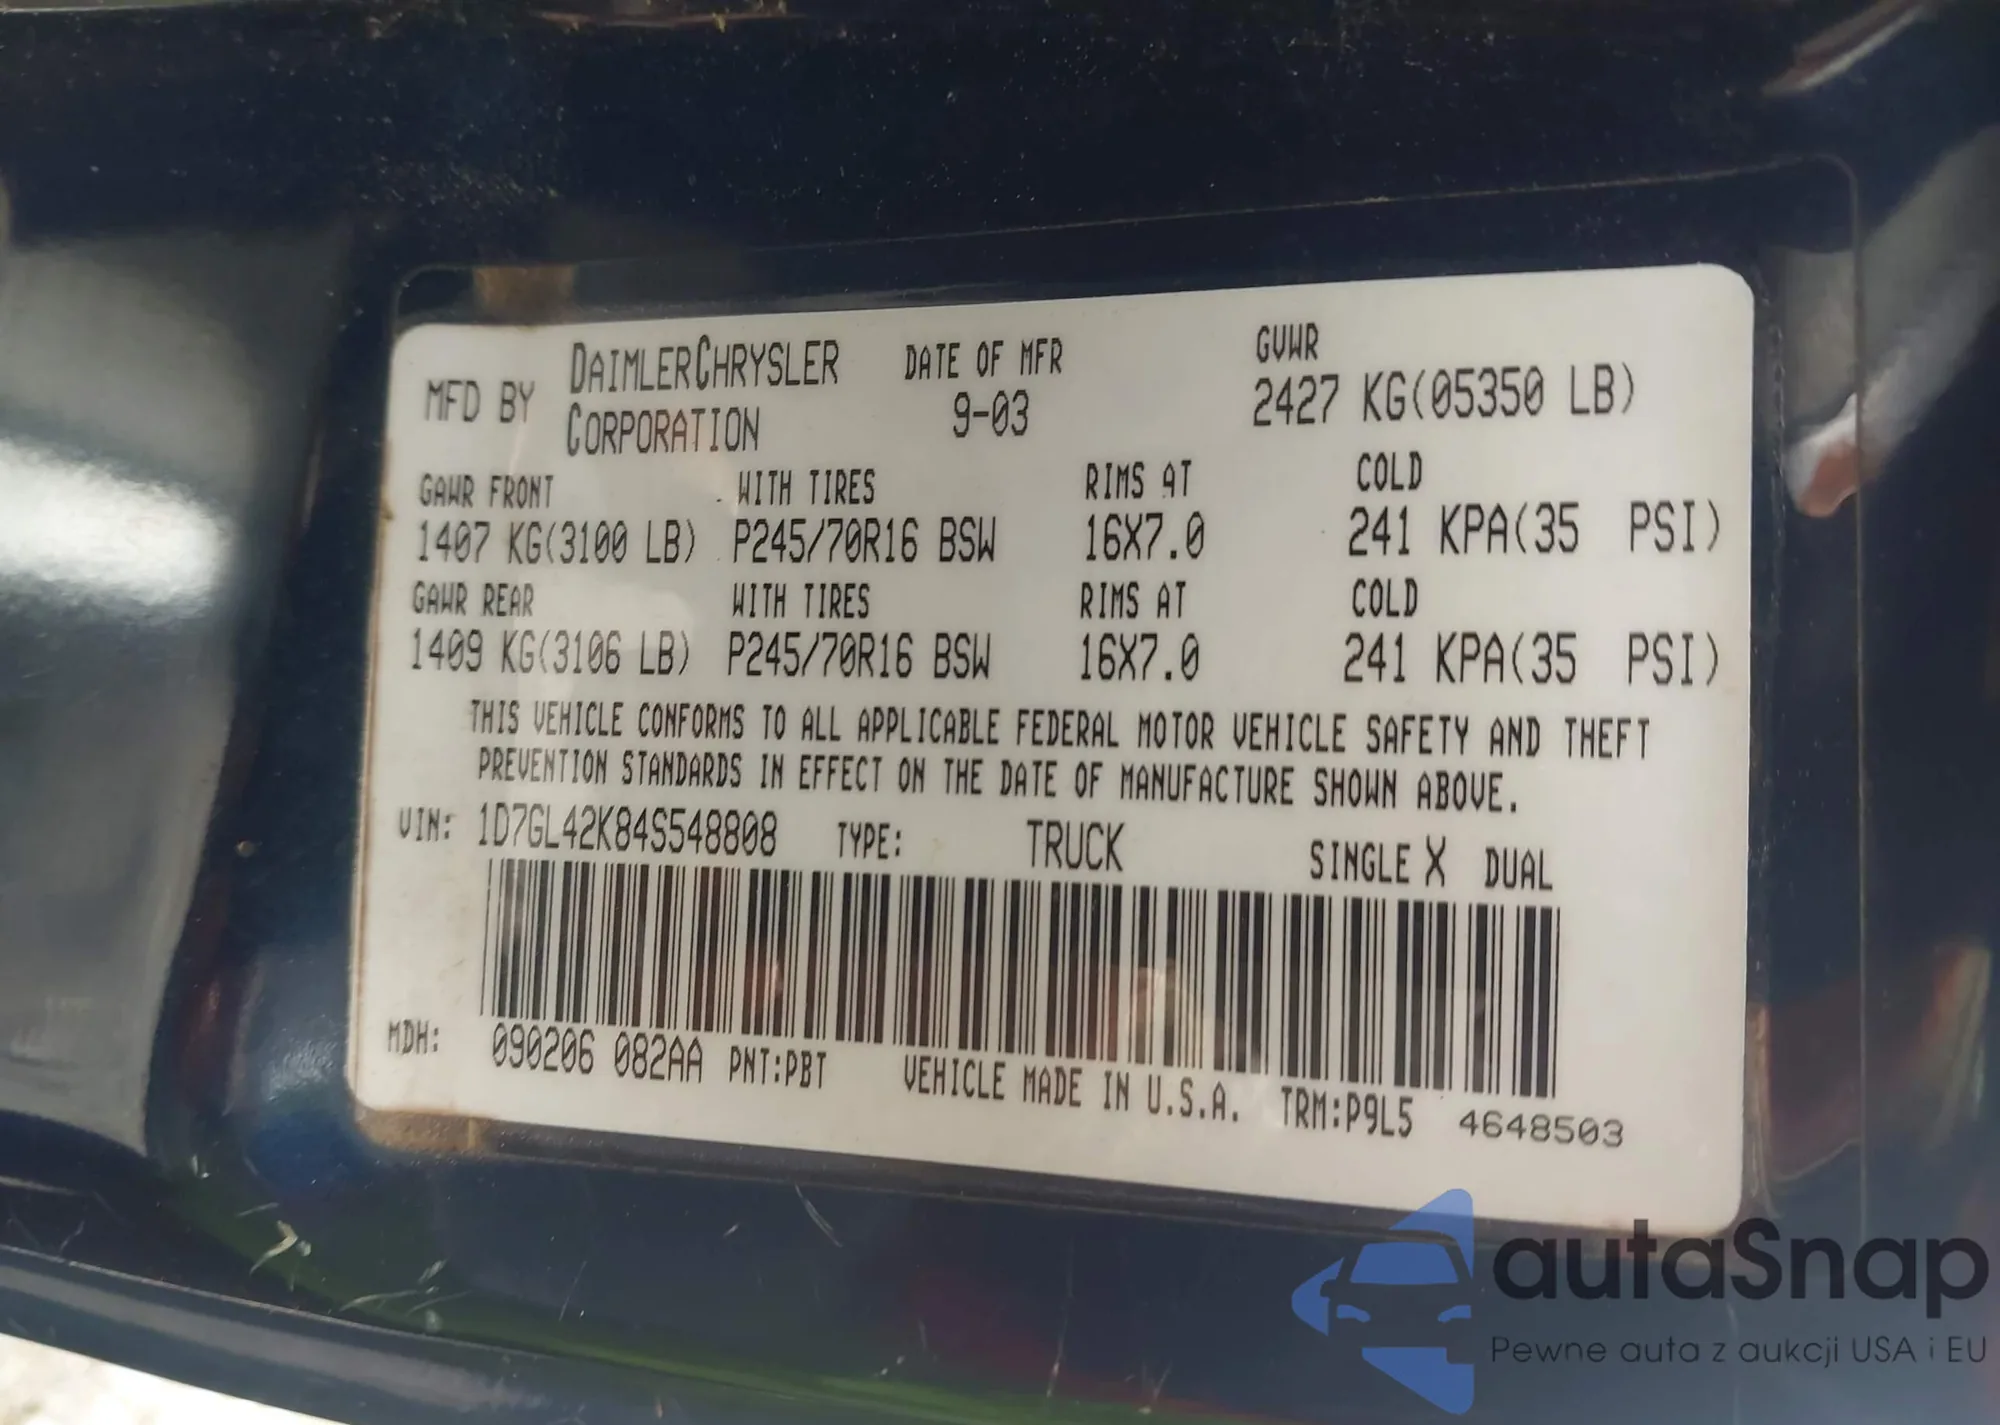 MFD BY DAIMLERCHRYSLER CORPORATION DATE OF MFR 9-03 GVWR 2427 KG(05350 LB)
GAWR FRONT WITH TIRES RIMS AT COLD
1407 KG(3100 LB) P245/70R16 BSW 16X7.0 241 KPA(35 PSI)
GAWR REAR WITH TIRES RIMS AT COLD
1409 KG(3106 LB) P245/70R16 BSW 16X7.0 241 KPA(35 PSI)
THIS VEHICLE CONFORMS TO ALL APPLICABLE FEDERAL MOTOR VEHICLE SAFETY AND THEFT
PREVENTION STANDARDS IN EFFECT ON THE DATE OF MANUFACTURE SHOWN ABOVE.
VIN: 1D7GL42K84S548808 TYPE: TRUCK SINGLE X DUAL
MDH: 090206 082AA PNT:PBT VEHICLE MADE IN U.S.A. TRM:P9L5 4648503
autaSnap
Pewne auta z aukcji USA i EU